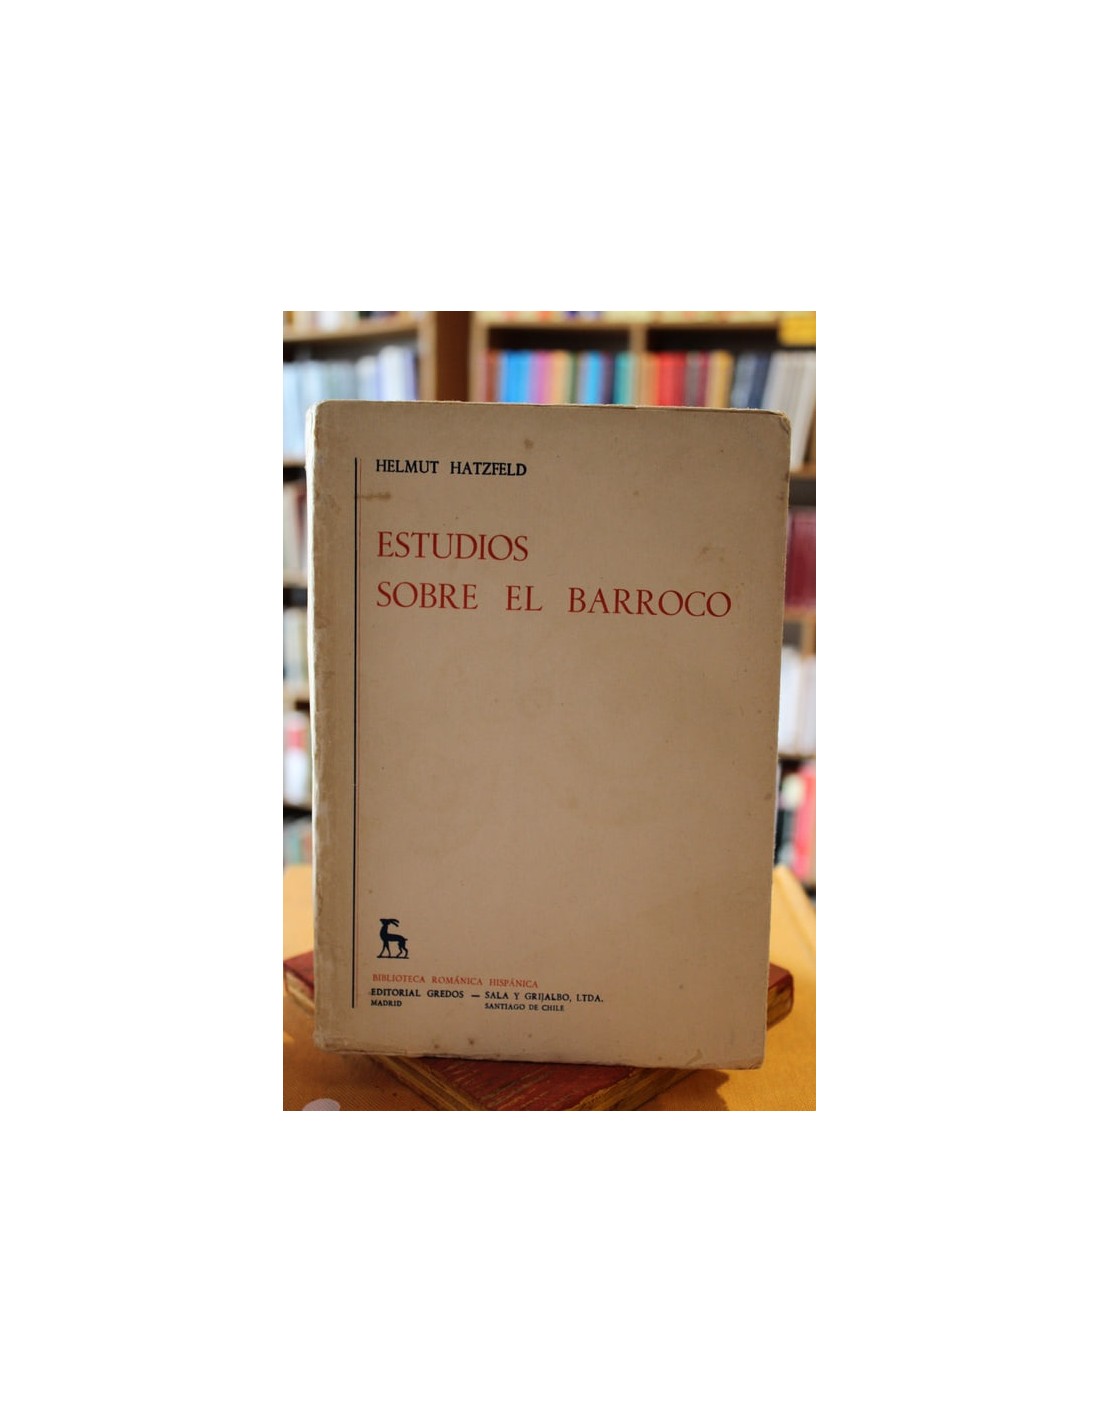 HELMUT HATZFELD
ESTUDIOS
SOBRE EL BARROCO
BIBLIOTECA ROMÁNICA HISPÁNICA
EDITORIAL GREDOS — SALA Y GRIJALBO, LTDA.
MADRID SANTIAGO DE CHILE